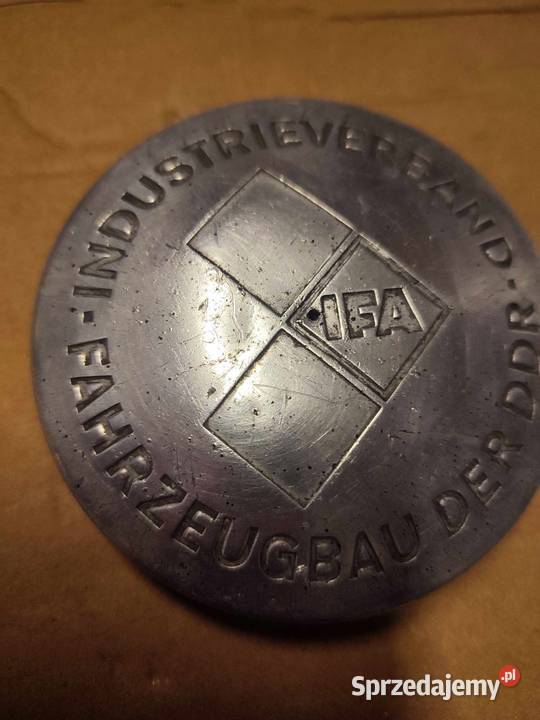 INDUSTRIEVERBAND
FAHRZEUGBAU DER DDR
IFA
Sprzedajemy.pl